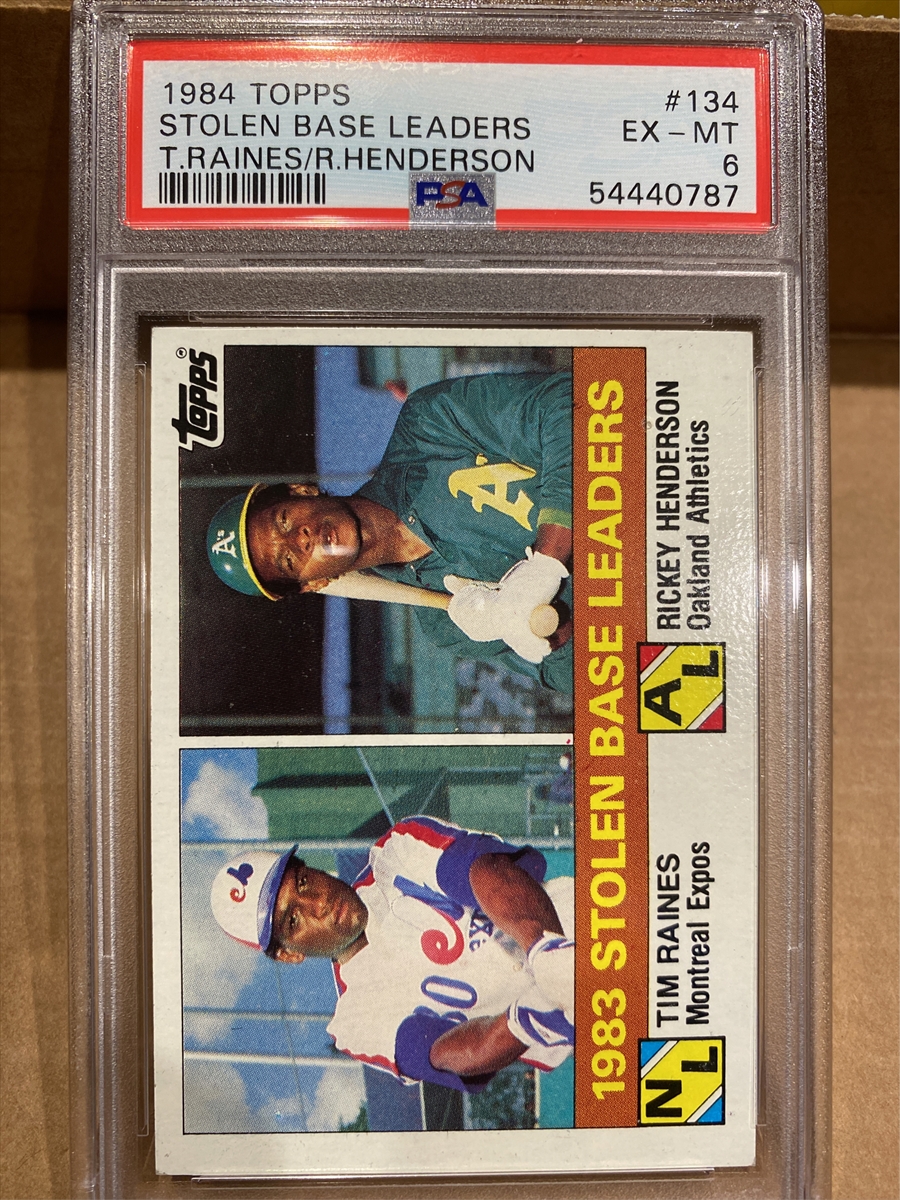 1984 TOPPS #134
STOLEN BASE LEADERS EX - MT
T.RAINES/R.HENDERSON 6
PSA 54440787
Topps
A's
A's
e
30
1983 STOLEN BASE LEADERS
NL
TIM RAINES
Montreal Expos
AL
RICKEY HENDERSON
Oakland Athletics